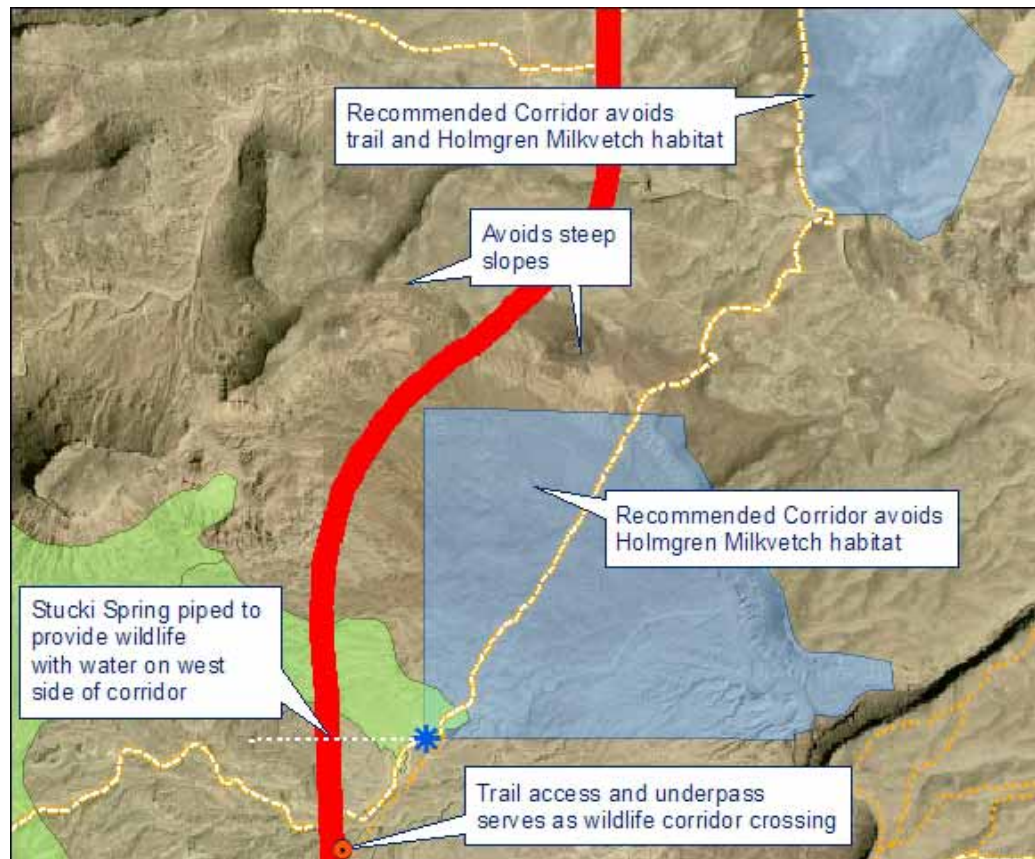 Recommended Corridor avoids
trail and Holmgren Milkvetch habitat
Avoids steep
slopes
Recommended Corridor avoids
Holmgren Milkvetch habitat
Stucki Spring piped to
provide wildlife
with water on west
side of corridor
Trail access and underpass
serves as wildlife corridor crossing